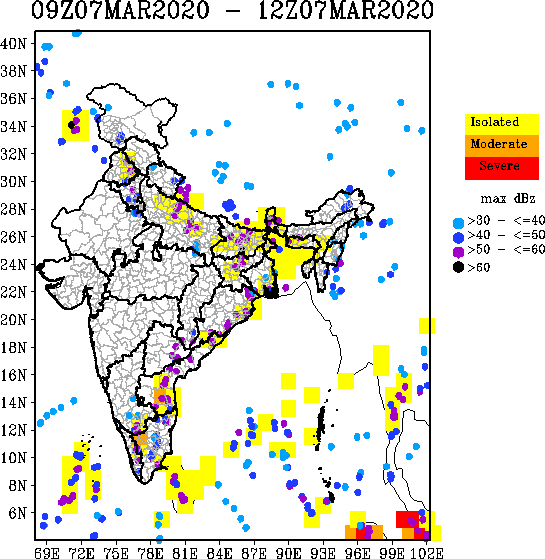 09Z07MAR2020 - 12Z07MAR2020
40N
38N
36N
34N
32N
30N
28N
26N
24N
22N
20N
18N
16N
14N
12N
10N
8N
6N
69E 72E 75E 78E 81E 84E 87E 90E 93E 96E 99E 102E
Isolated
Moderate
Severe
max dBz
>30 - <=40
>40 - <=50
>50 - <=60
>60